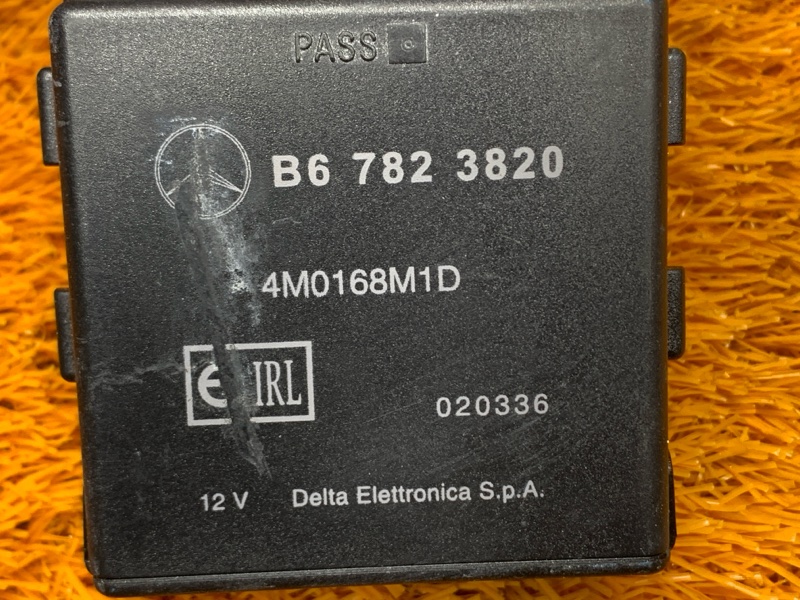 PASS
B6 782 3820
4M0168M1D
e IRL
020336
12 V Delta Elettronica S.p.A.